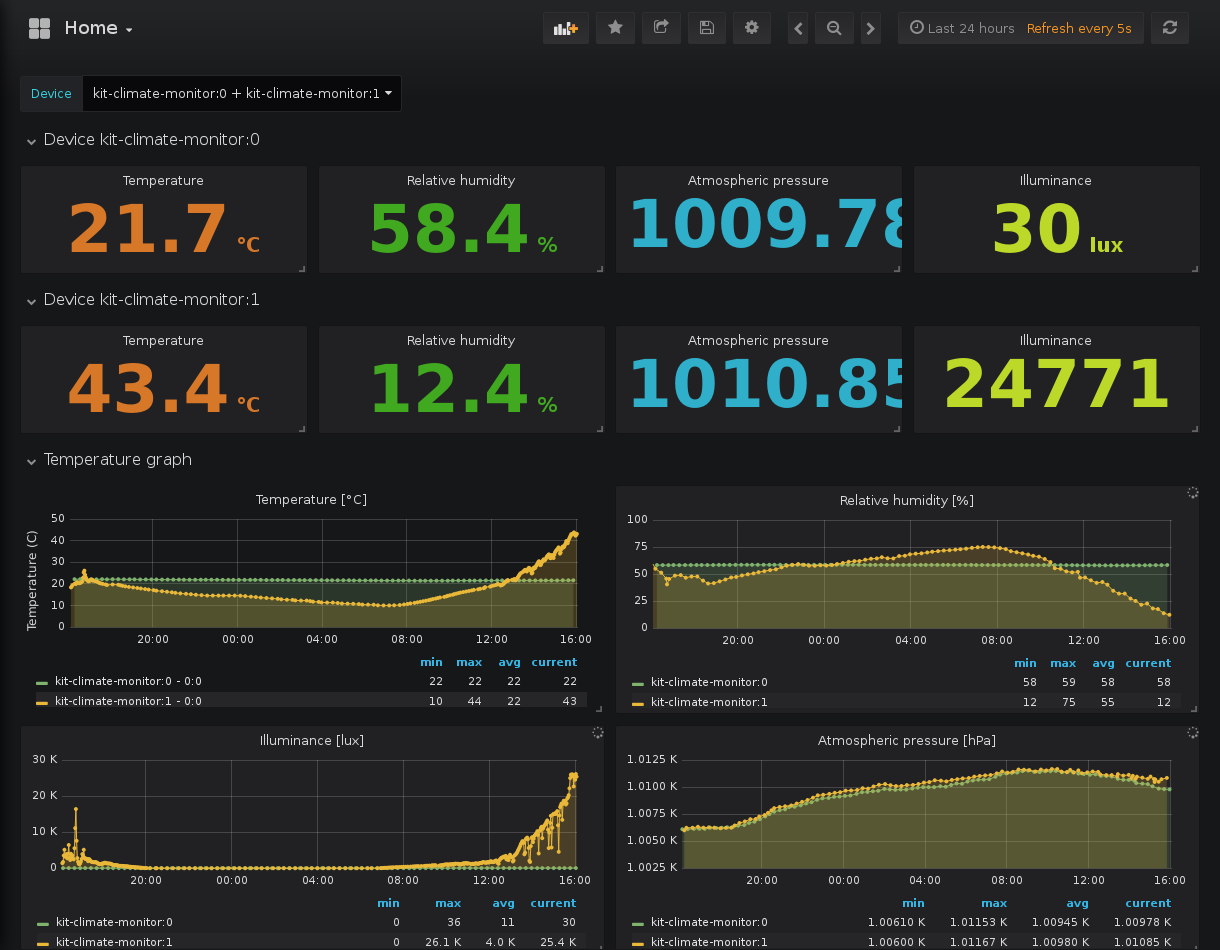 Home
Last 24 hours Refresh every 5s
Device kit-climate-monitor:0 + kit-climate-monitor:1
Device kit-climate-monitor:0
Temperature Relative humidity Atmospheric pressure Illuminance
21.7 °C 58.4 % 1009.78 30 lux
Device kit-climate-monitor:1
Temperature Relative humidity Atmospheric pressure Illuminance
43.4 °C 12.4 % 1010.85 24771
Temperature graph
Temperature [°C]
Temperature (C)
50
40
30
20
10
0
20:00 00:00 04:00 08:00 12:00 16:00
min max avg current
kit-climate-monitor:0 - 0:0 22 22 22 22
kit-climate-monitor:1 - 0:0 10 44 22 43
Relative humidity [%]
100
75
50
25
0
20:00 00:00 04:00 08:00 12:00 16:00
min max avg current
kit-climate-monitor:0 58 59 58 58
kit-climate-monitor:1 12 75 55 12
Illuminance [lux]
30 K
20 K
10 K
0
20:00 00:00 04:00 08:00 12:00 16:00
min max avg current
kit-climate-monitor:0 0 36 11 30
kit-climate-monitor:1 0 26.1 K 4.0 K 25.4 K
Atmospheric pressure [hPa]
1.0125 K
1.0100 K
1.0075 K
1.0050 K
1.0025 K
20:00 00:00 04:00 08:00 12:00 16:00
min max avg current
kit-climate-monitor:0 1.00610 K 1.01153 K 1.00945 K 1.00978 K
kit-climate-monitor:1 1.00600 K 1.01167 K 1.00980 K 1.01085 K